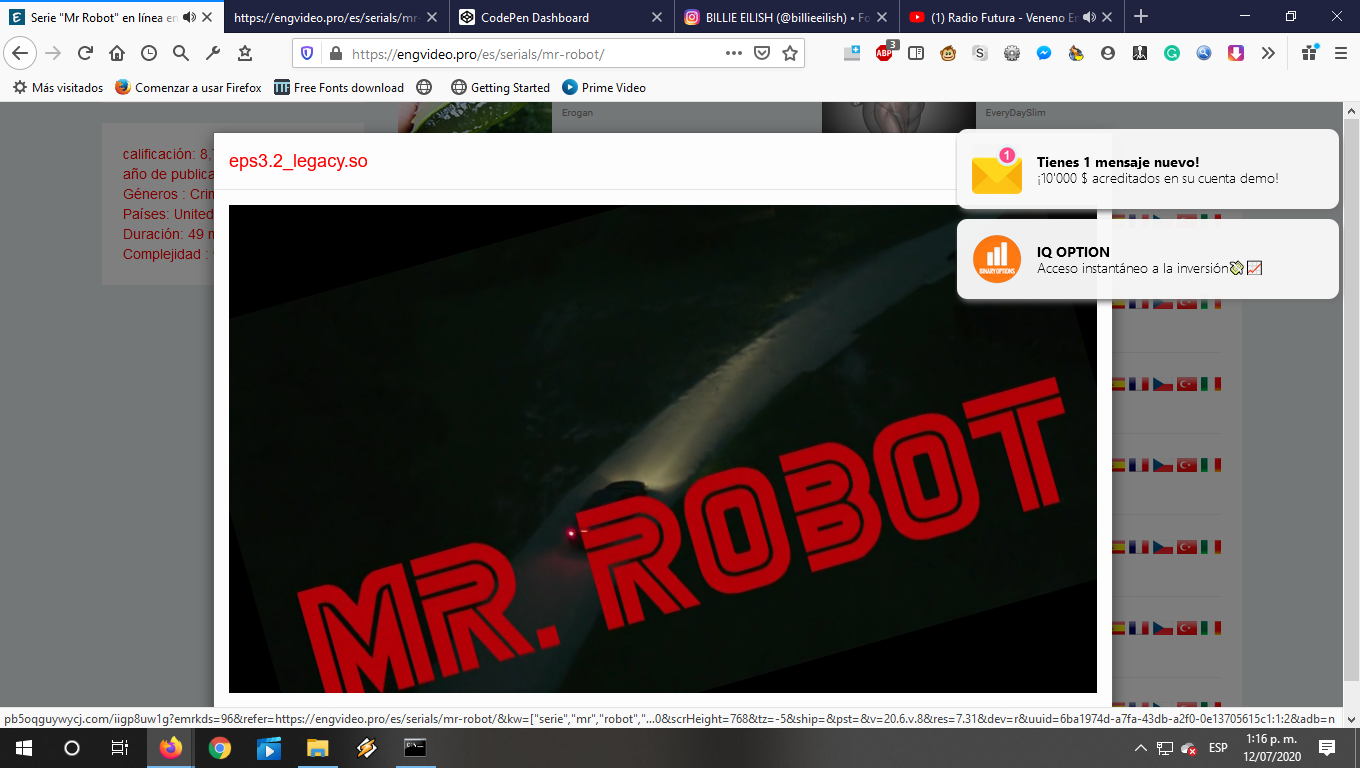 Serie "Mr Robot" en línea en
https://engvideo.pro/es/serials/mr-
CodePen Dashboard
BILLIE EILISH (@billieeilish) • Fo
(1) Radio Futura - Veneno En
https://engvideo.pro/es/serials/mr-robot/
ABP
3
S
G
Más visitados
Comenzar a usar Firefox
Free Fonts download
Getting Started
Prime Video
Erogan
EveryDaySlim
calificación: 8,
año de publica
Géneros : Crim
Países: United
Duración: 49 m
Complejidad :
eps3.2_legacy.so
1
Tienes 1 mensaje nuevo!
¡10'000 $ acreditados en su cuenta demo!
BINARY OPTIONS
IQ OPTION
Acceso instantáneo a la inversión💸📈
MR. ROBOT
pb5oqguywycj.com/iigp8uw1g?emrkds=96&refer=https://engvideo.pro/es/serials/mr-robot/&kw=["serie","mr","robot","...0&scrHeight=768&tz=-5&ship=&pst=&v=20.6.v.8&res=7.31&dev=r&uuid=6ba1974d-a7fa-43db-a2f0-0e13705615c1:1:2&adb=n
ESP
1:16 p. m.
12/07/2020